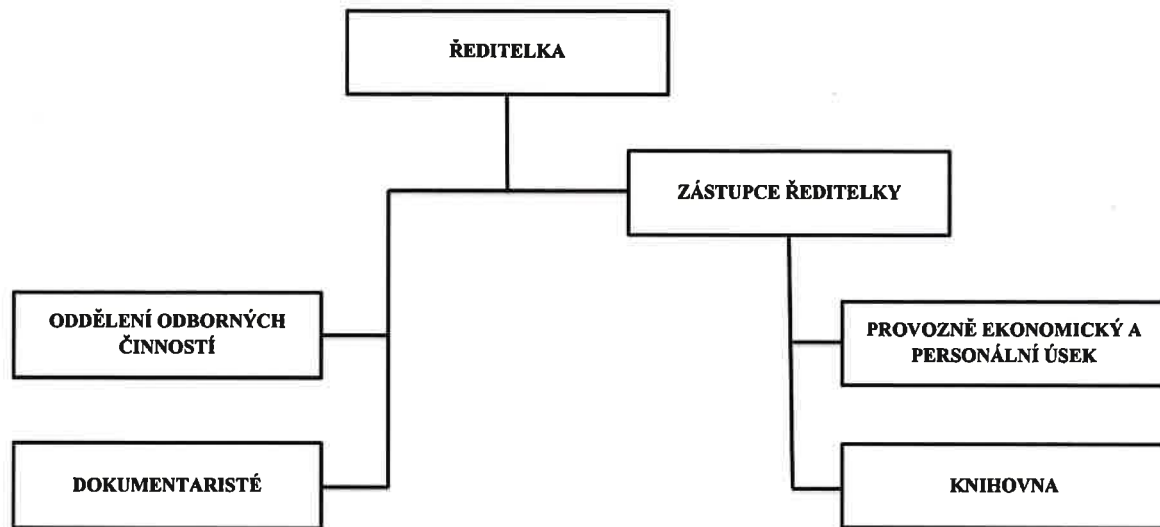 ŘEDITELKA
ZÁSTUPCE ŘEDITELKY
ODDĚLENÍ ODBORNÝCH
ČINNOSTÍ
PROVOZNĚ EKONOMICKÝ A
PERSONÁLNÍ ÚSEK
DOKUMENTARISTÉ
KNIHOVNA